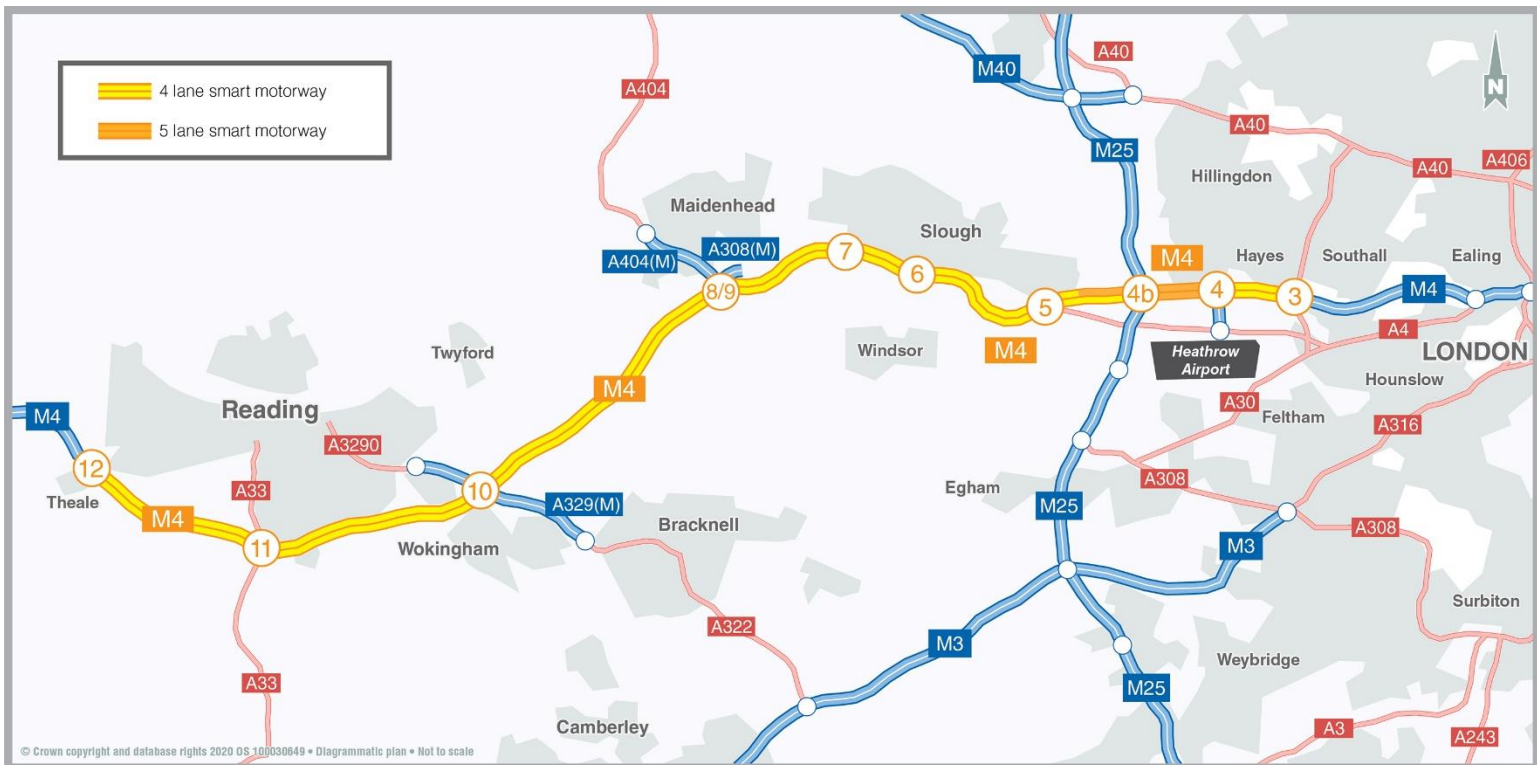 4 lane smart motorway
5 lane smart motorway
M40
A40
N
A404
A40
M25
A406
A40
Hillingdon
Maidenhead
Slough
A308(M)
A404(M)
7
6
M4
Hayes
Southall
Ealing
8/9
5
4b
4
3
M4
A4
Twyford
Windsor
M4
Heathrow
Airport
LONDON
Hounslow
M4
Reading
A30
Feltham
M4
A3290
A316
12
Theale
A33
10
Egham
A308
M4
A329(M)
M25
Bracknell
A308
11
Wokingham
M3
Surbiton
A322
M3
Weybridge
A33
M25
Camberley
A3
A243
© Crown copyright and database rights 2020 OS 100030649 • Diagrammatic plan • Not to scale